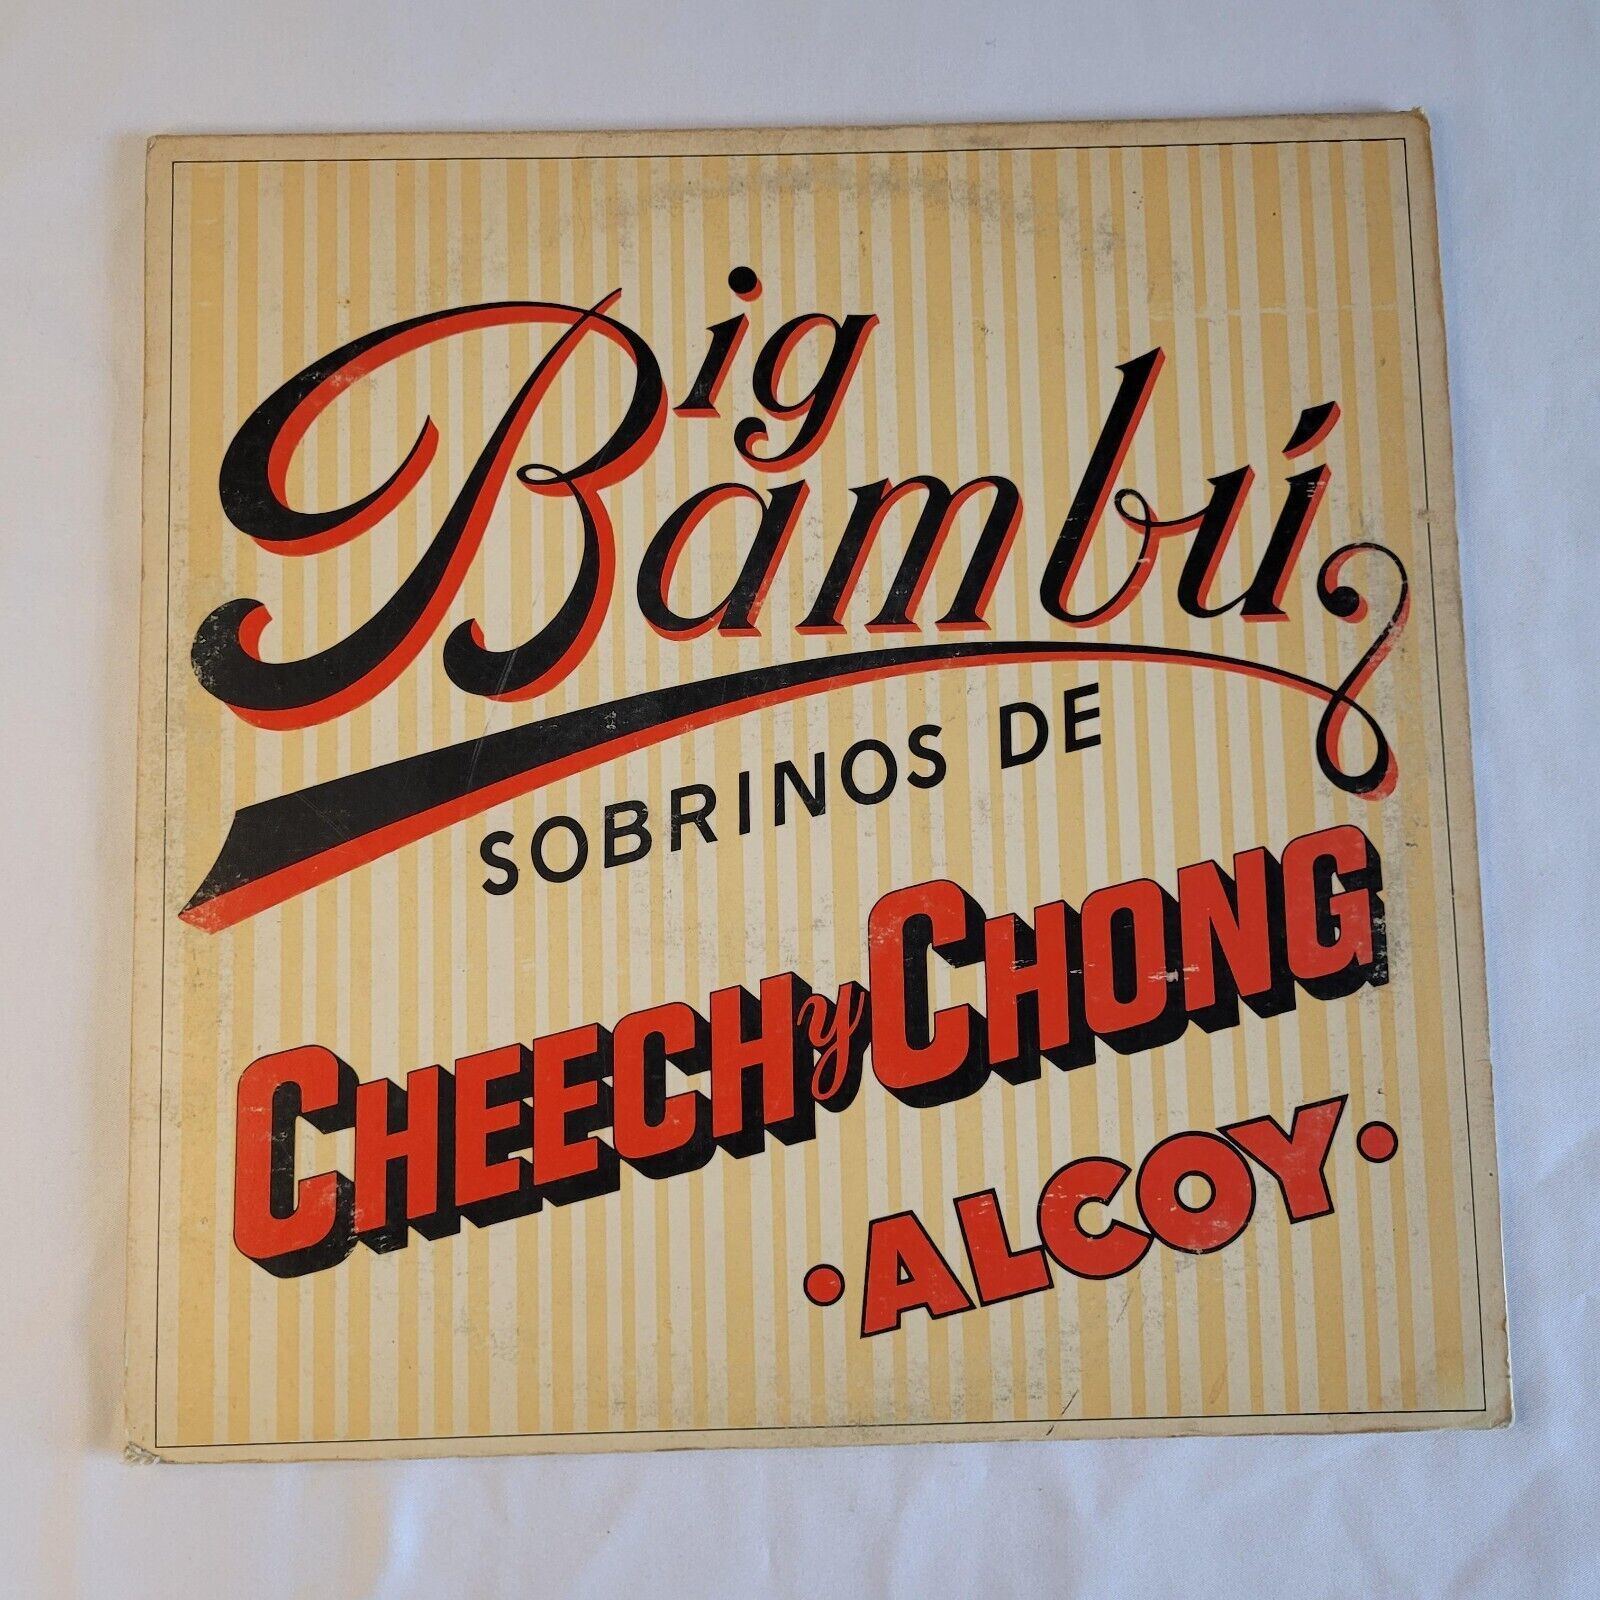 Big
Bambú
SOBRINOS DE
CHEECH y CHONG
• ALCOY •